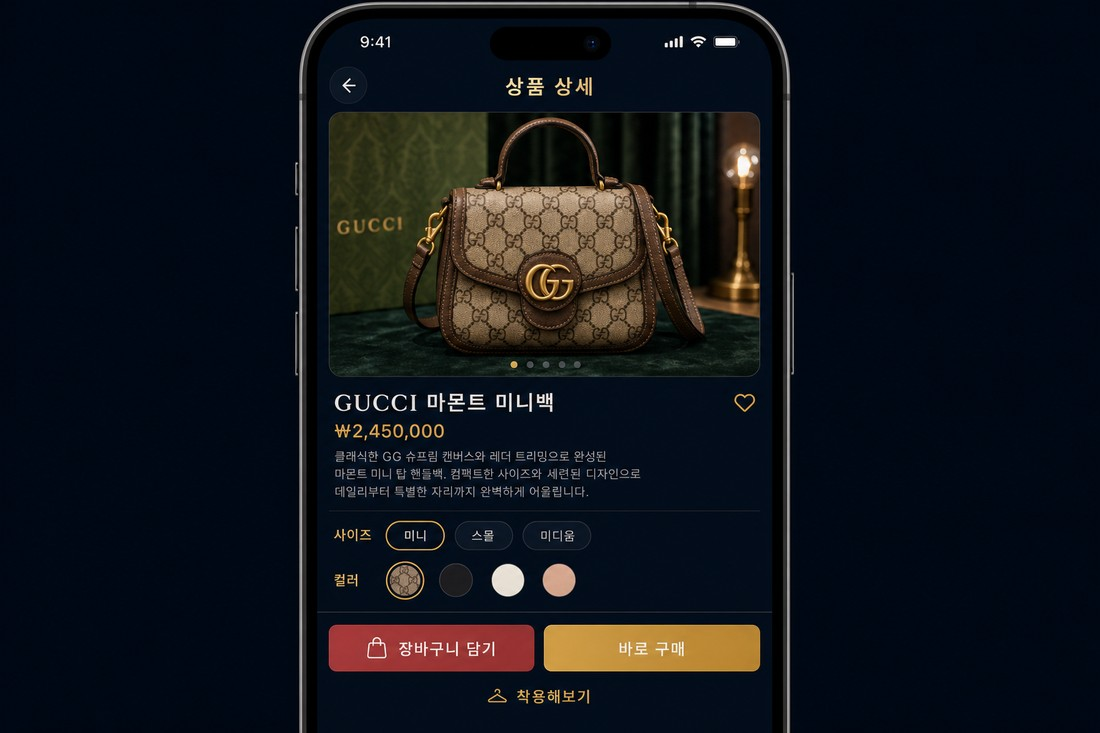 9:41
상품 상세
GUCCI
GUCCI 마몬트 미니백
₩2,450,000
클래식한 GG 슈프림 캔버스와 레더 트리밍으로 완성된
마몬트 미니 탑 핸들백. 컴팩트한 사이즈와 세련된 디자인으로
데일리부터 특별한 자리까지 완벽하게 어울립니다.
사이즈 미니 스몰 미디움
컬러
장바구니 담기 바로 구매
착용해보기